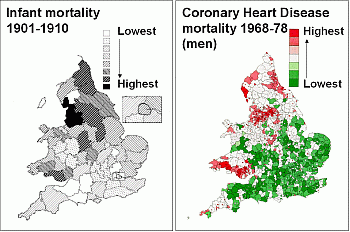 Infant mortality
1901-1910
Lowest
Highest
Coronary Heart Disease
mortality 1968-78
(men)
Highest
Lowest